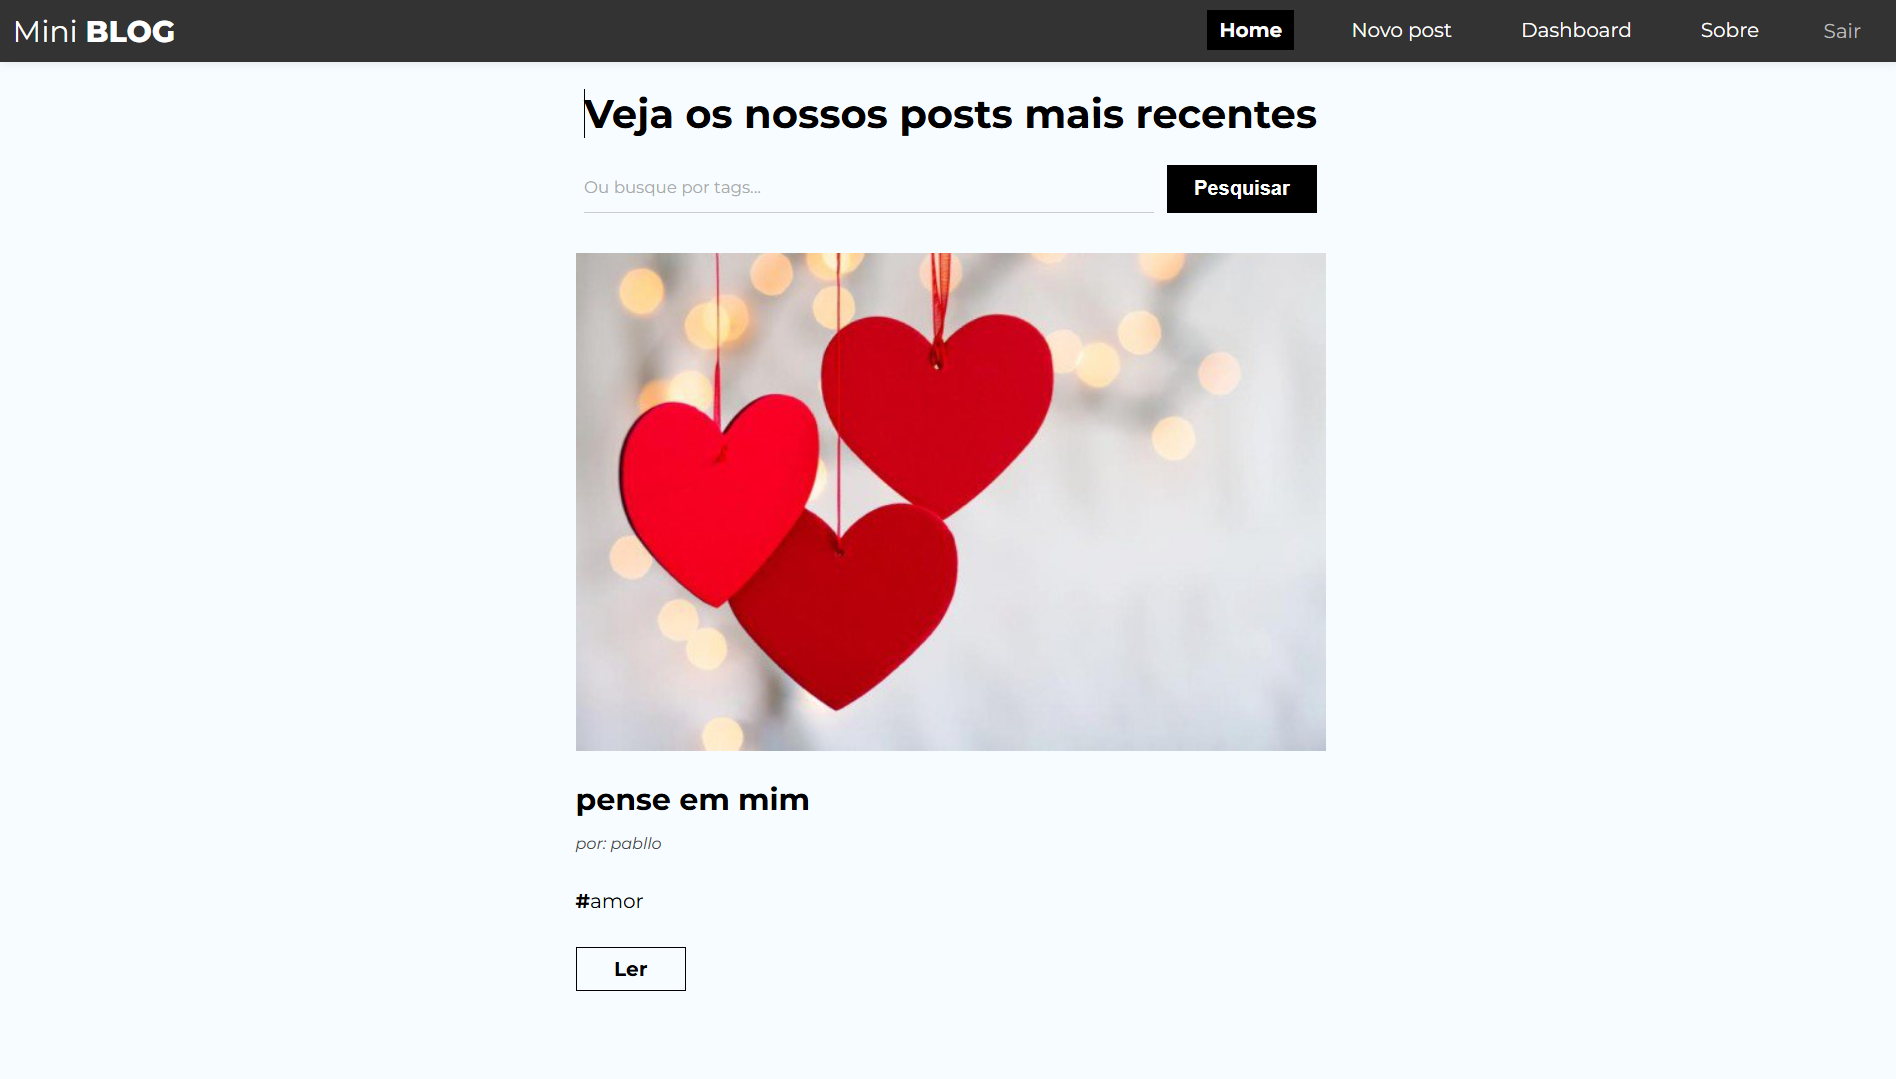 Mini BLOG
Home
Novo post
Dashboard
Sobre
Sair
Veja os nossos posts mais recentes
Ou busque por tags...
Pesquisar
pense em mim
por: pabllo
#amor
Ler